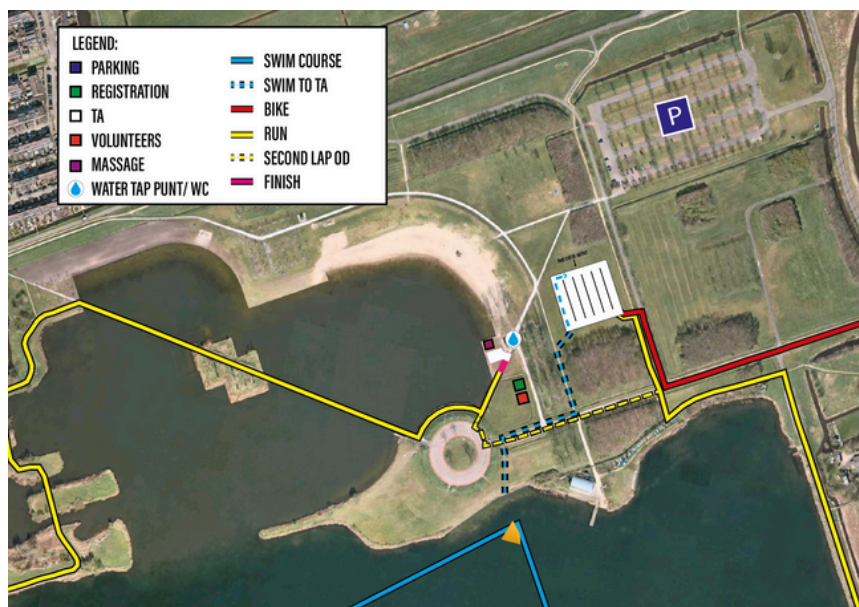 LEGEND:
PARKING
REGISTRATION
TA
VOLUNTEERS
MASSAGE
WATER TAP PUNT/ WC
SWIM COURSE
SWIM TO TA
BIKE
RUN
SECOND LAP OD
FINISH
P